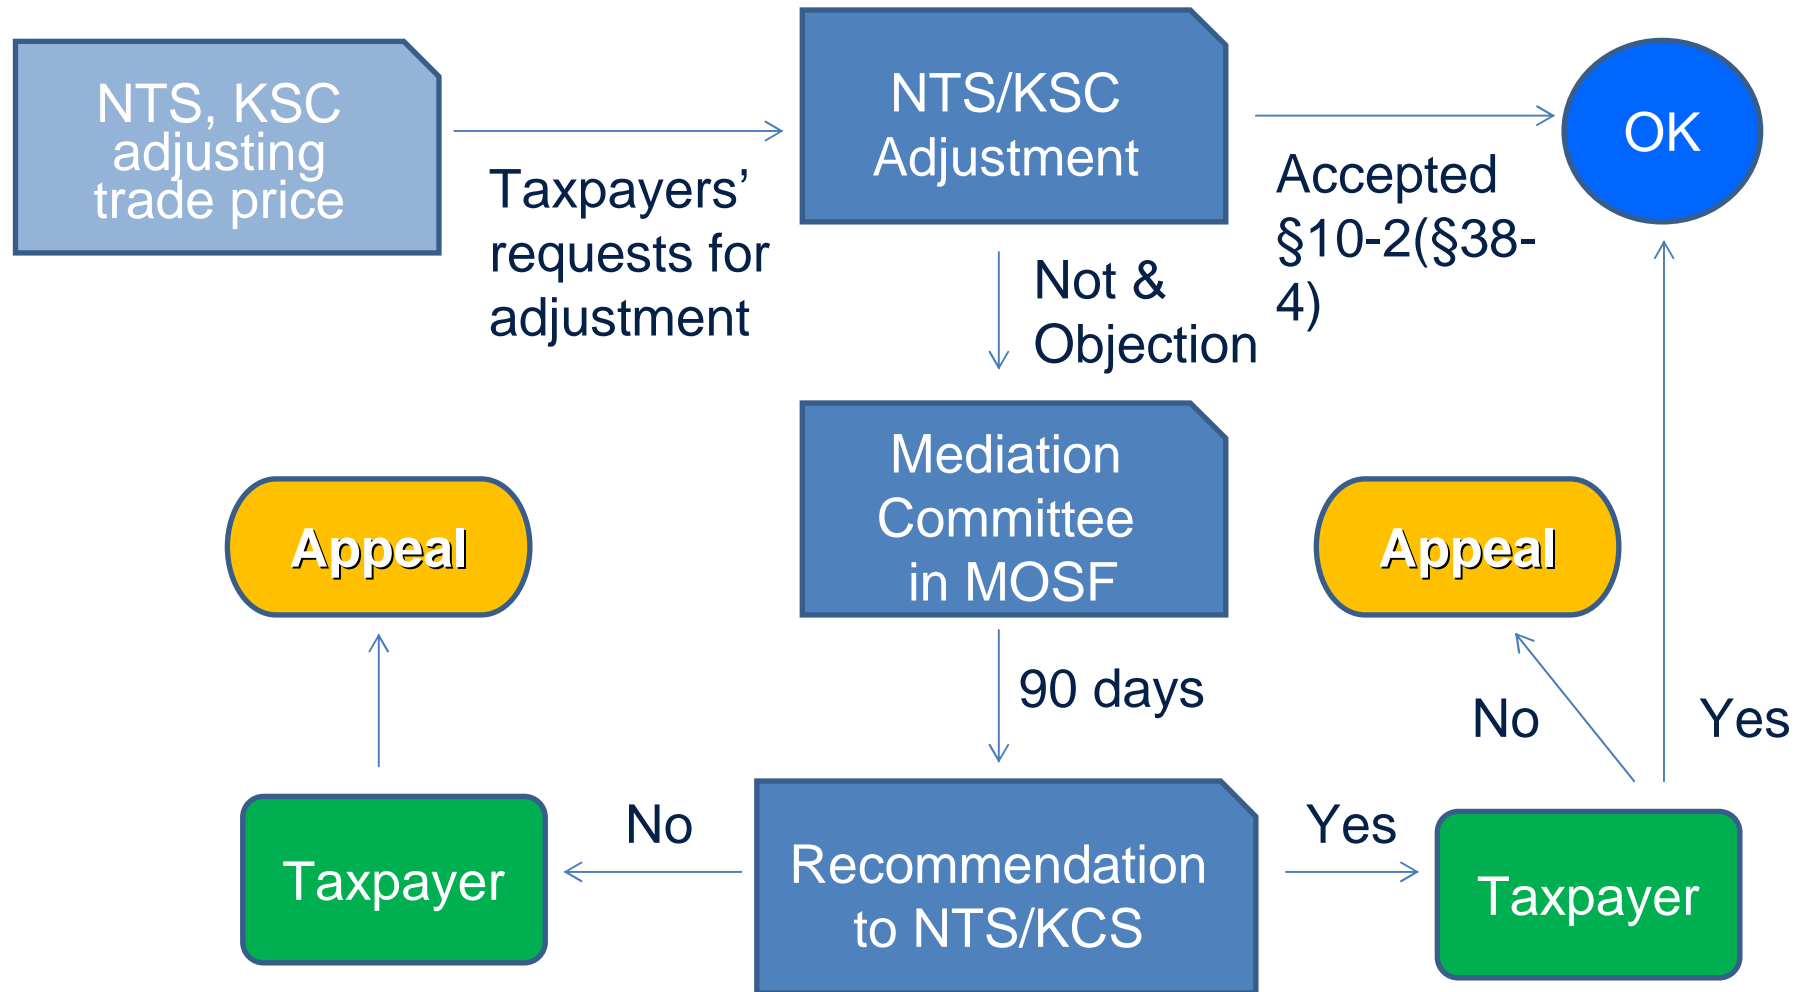 NTS, KSC
adjusting
trade price
Taxpayers’
requests for
adjustment
NTS/KSC
Adjustment
Accepted
§10-2(§38-
4)
OK
Not &
Objection
Mediation
Committee
in MOSF
Appeal
Appeal
90 days
No
Yes
Taxpayer
No
Recommendation
to NTS/KCS
Yes
Taxpayer